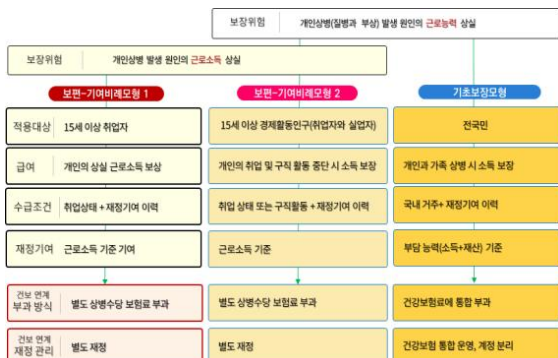 보장위험 개인상병(질병과 부상) 발생 원인의 근로능력 상실
보장위험 개인상병 발생 원인의 근로소득 상실
보편-기여비례모형 1 보편-기여비례모형 2 기초보장모형
적용대상 15세 이상 취업자 15세 이상 경제활동인구(취업자와 실업자) 전국민
급여 개인의 상실 근로소득 보상 개인의 취업 및 구직 활동 중단 시 소득 보장 개인과 가족 상병 시 소득 보장
수급조건 취업상태 + 재정기여 이력 취업 상태 또는 구직활동 + 재정기여 이력 국내 거주+ 재정기여 이력
재정기여 근로소득 기준 기여 근로소득 기준 부담 능력(소득+재산) 기준
건보 연계
부과 방식 별도 상병수당 보험료 부과 별도 상병수당 보험료 부과 건강보험료에 통합 부과
건보 연계
재정 관리 별도 재정 별도 재정 건강보험 통합 운영, 계정 분리